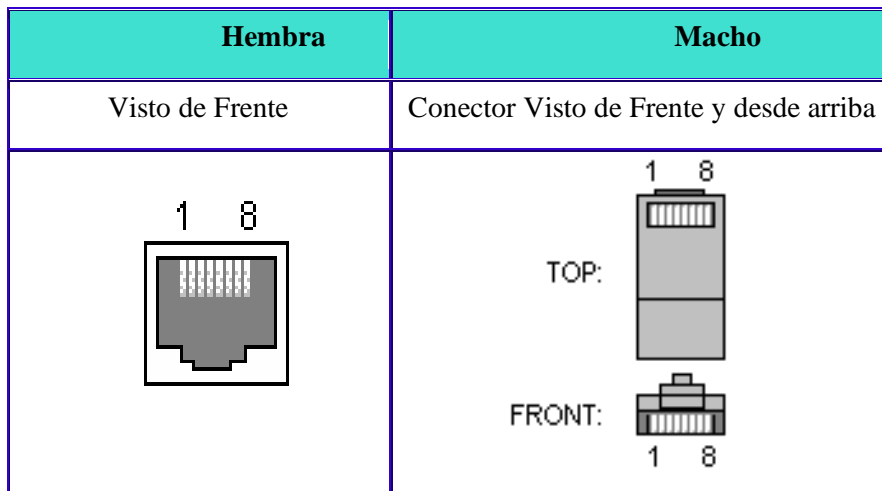 Hembra
Macho
Visto de Frente
Conector Visto de Frente y desde arriba
1 8
1 8
TOP:
FRONT:
1 8